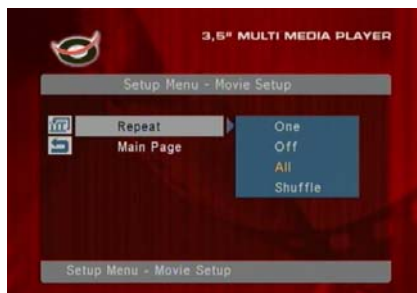 3,5" MULTI MEDIA PLAYER
Setup Menu - Movie Setup
Repeat
Main Page
One
Off
All
Shuffle
Setup Menu - Movie Setup